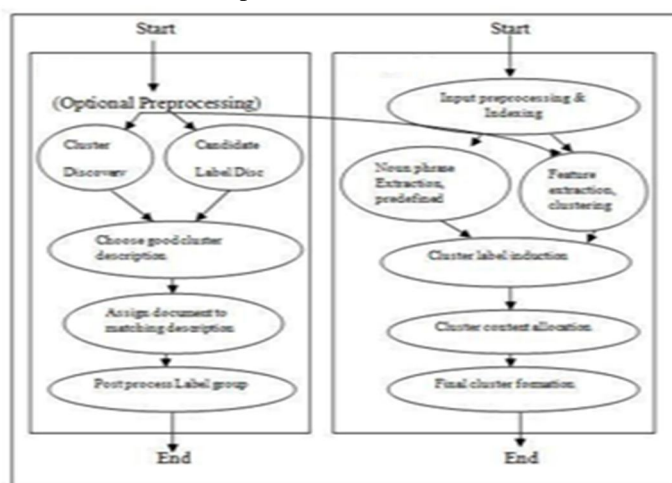 Start
(Optional Preprocessing)
Cluster
Discovery
Candidate
Label Disc
Choose good cluster
description
Assign document to
matching description
Post process Label group
End
Start
Input preprocessing &
Indexing
Noun phrase
Extraction,
predefined
Feature
extraction,
clustering
Cluster label induction
Cluster content allocation
Final cluster formation
End